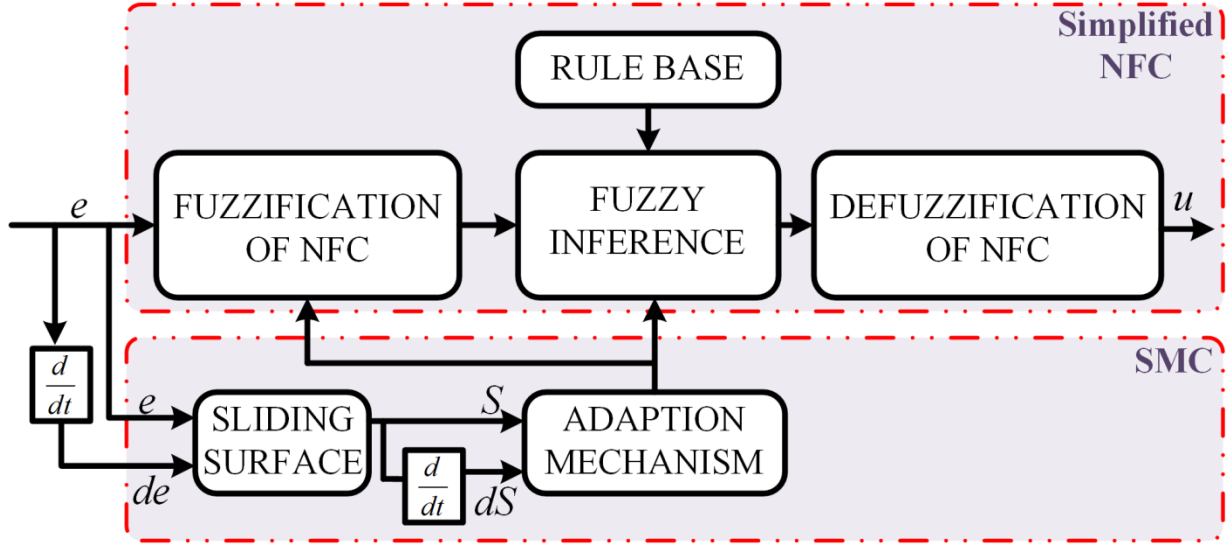 Simplified
NFC
RULE BASE
e
FUZZIFICATION
OF NFC
FUZZY
INFERENCE
DEFUZZIFICATION
OF NFC
u
SMC
d
dt
e
de
SLIDING
SURFACE
S
d
dt
dS
ADAPTION
MECHANISM